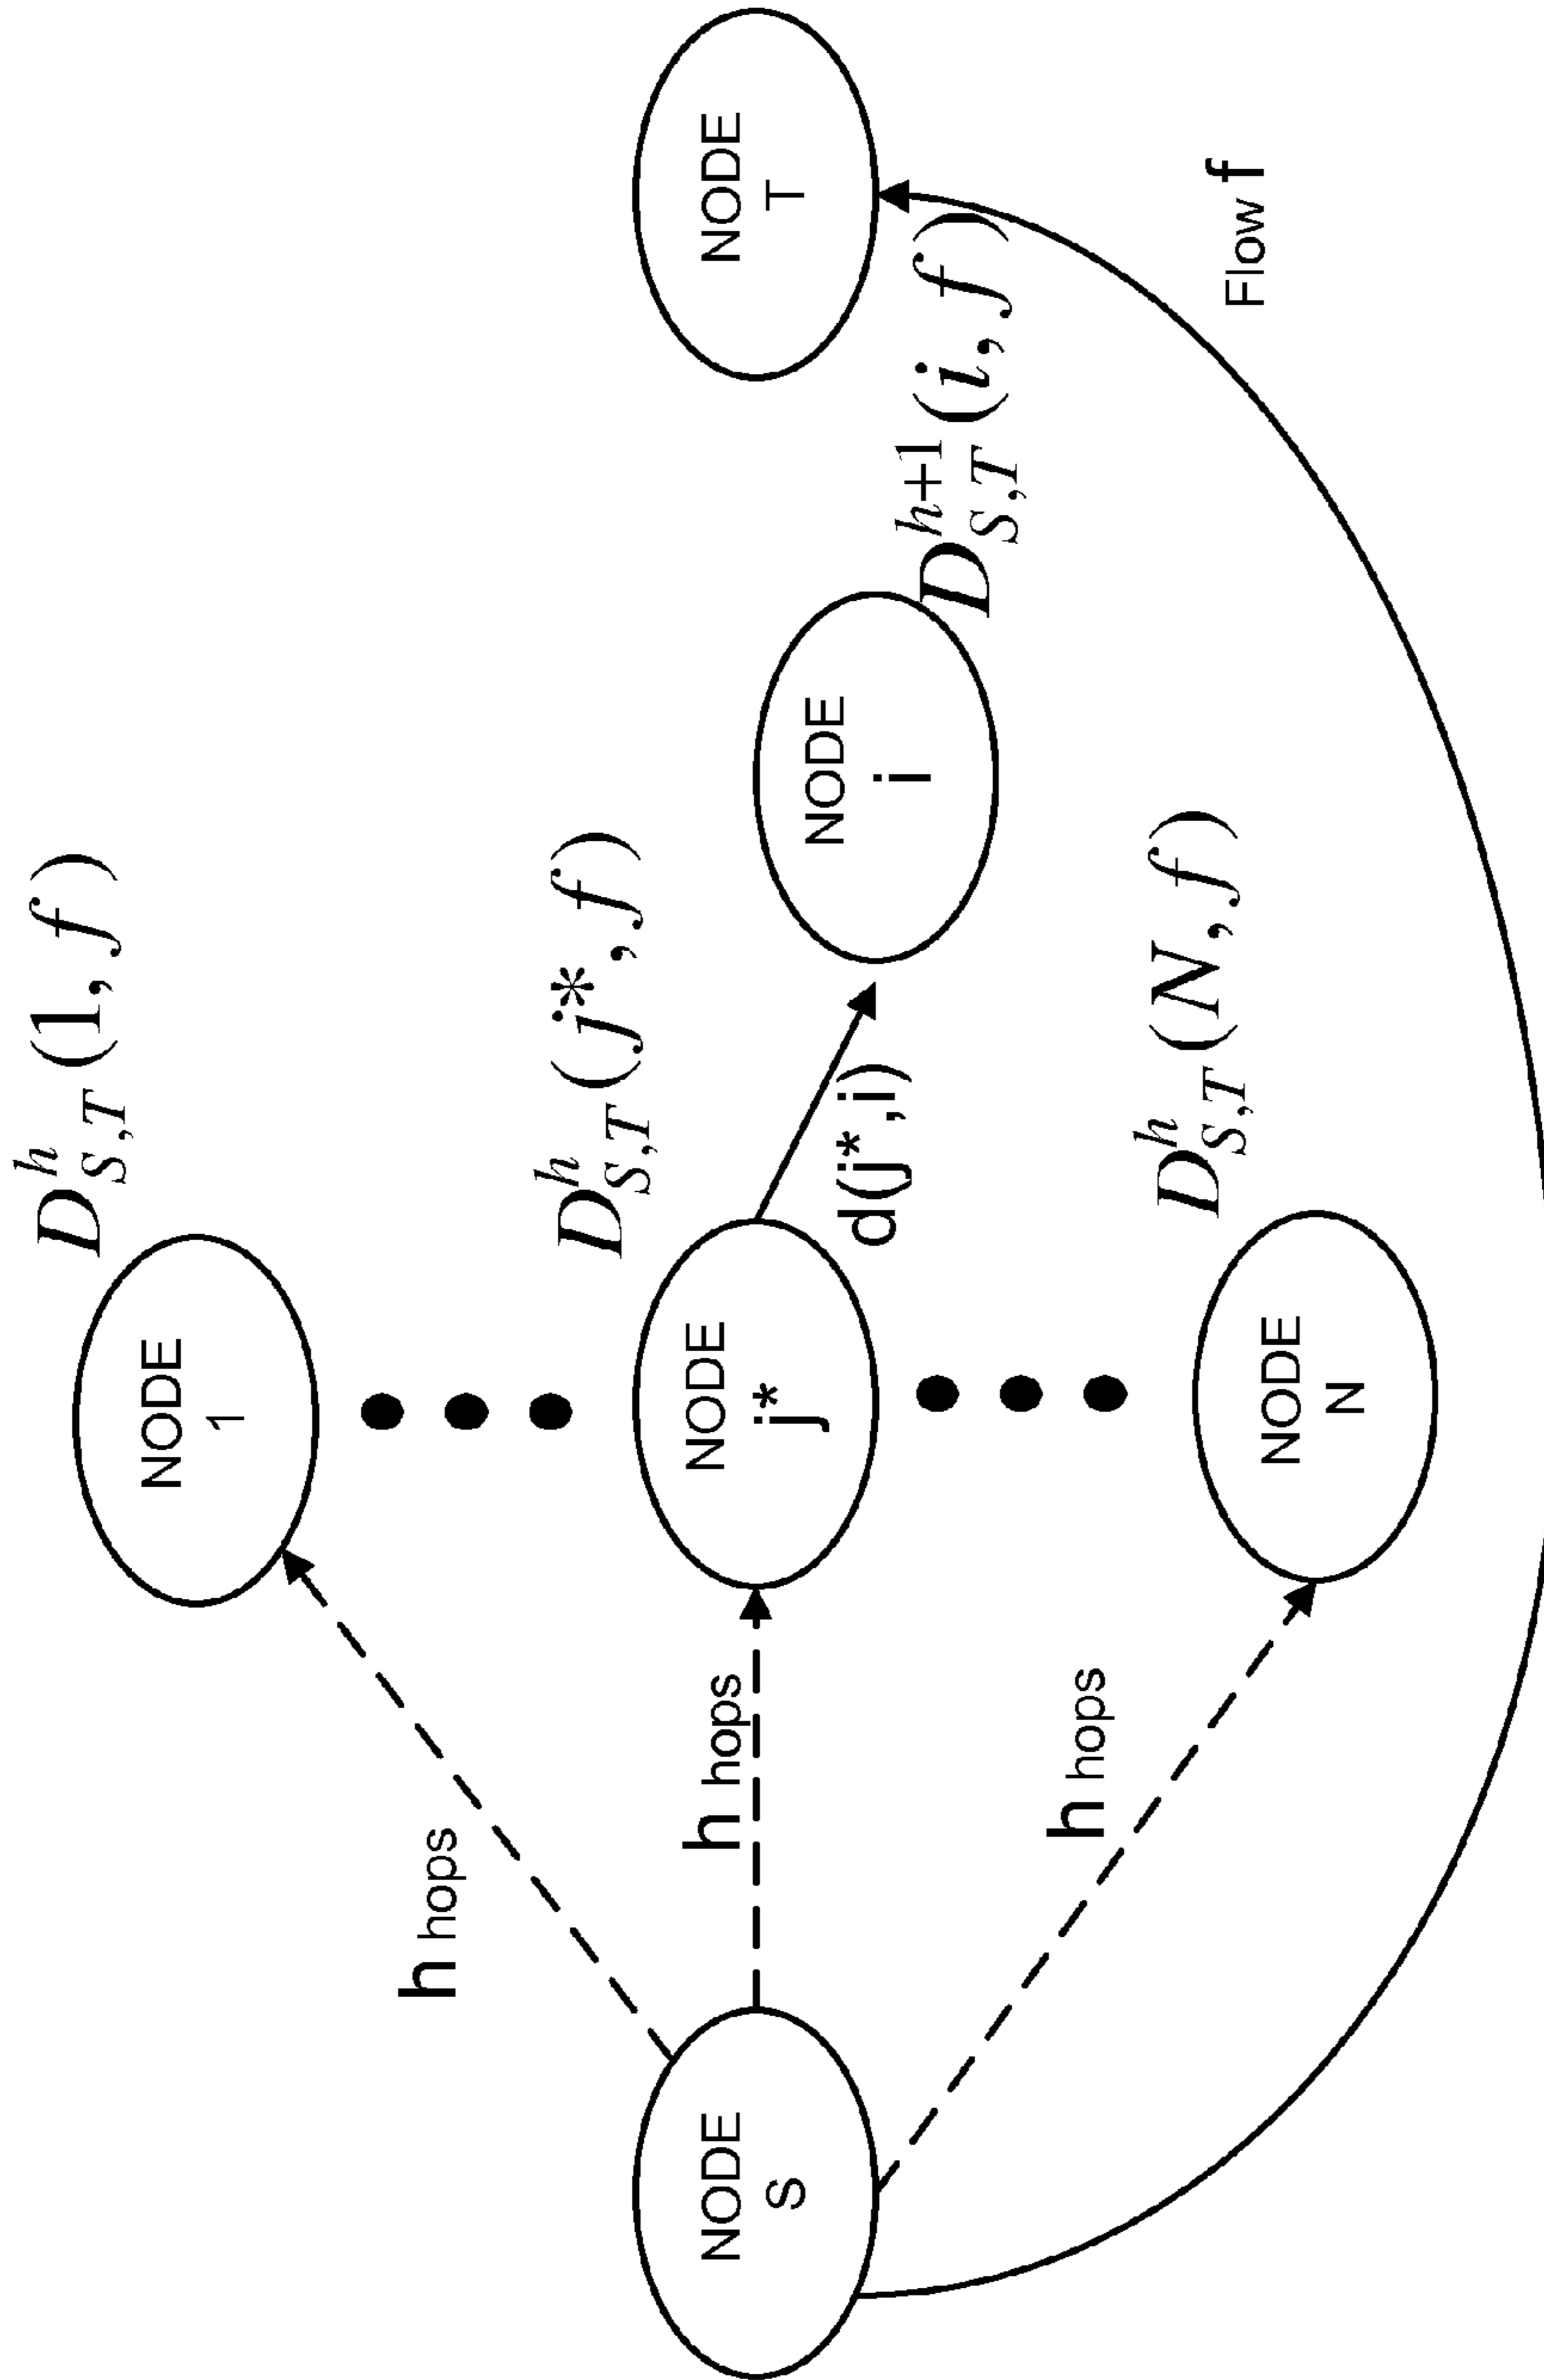 NODE
S
h hops
h hops
h hops
NODE
1
D^h_{S,T}(1,f)
NODE
j*
D^h_{S,T}(j*,f)
d(j*,i)
NODE
N
D^h_{S,T}(N,f)
NODE
i
D^{h+1}_{S,T}(i,f)
NODE
T
Flow f